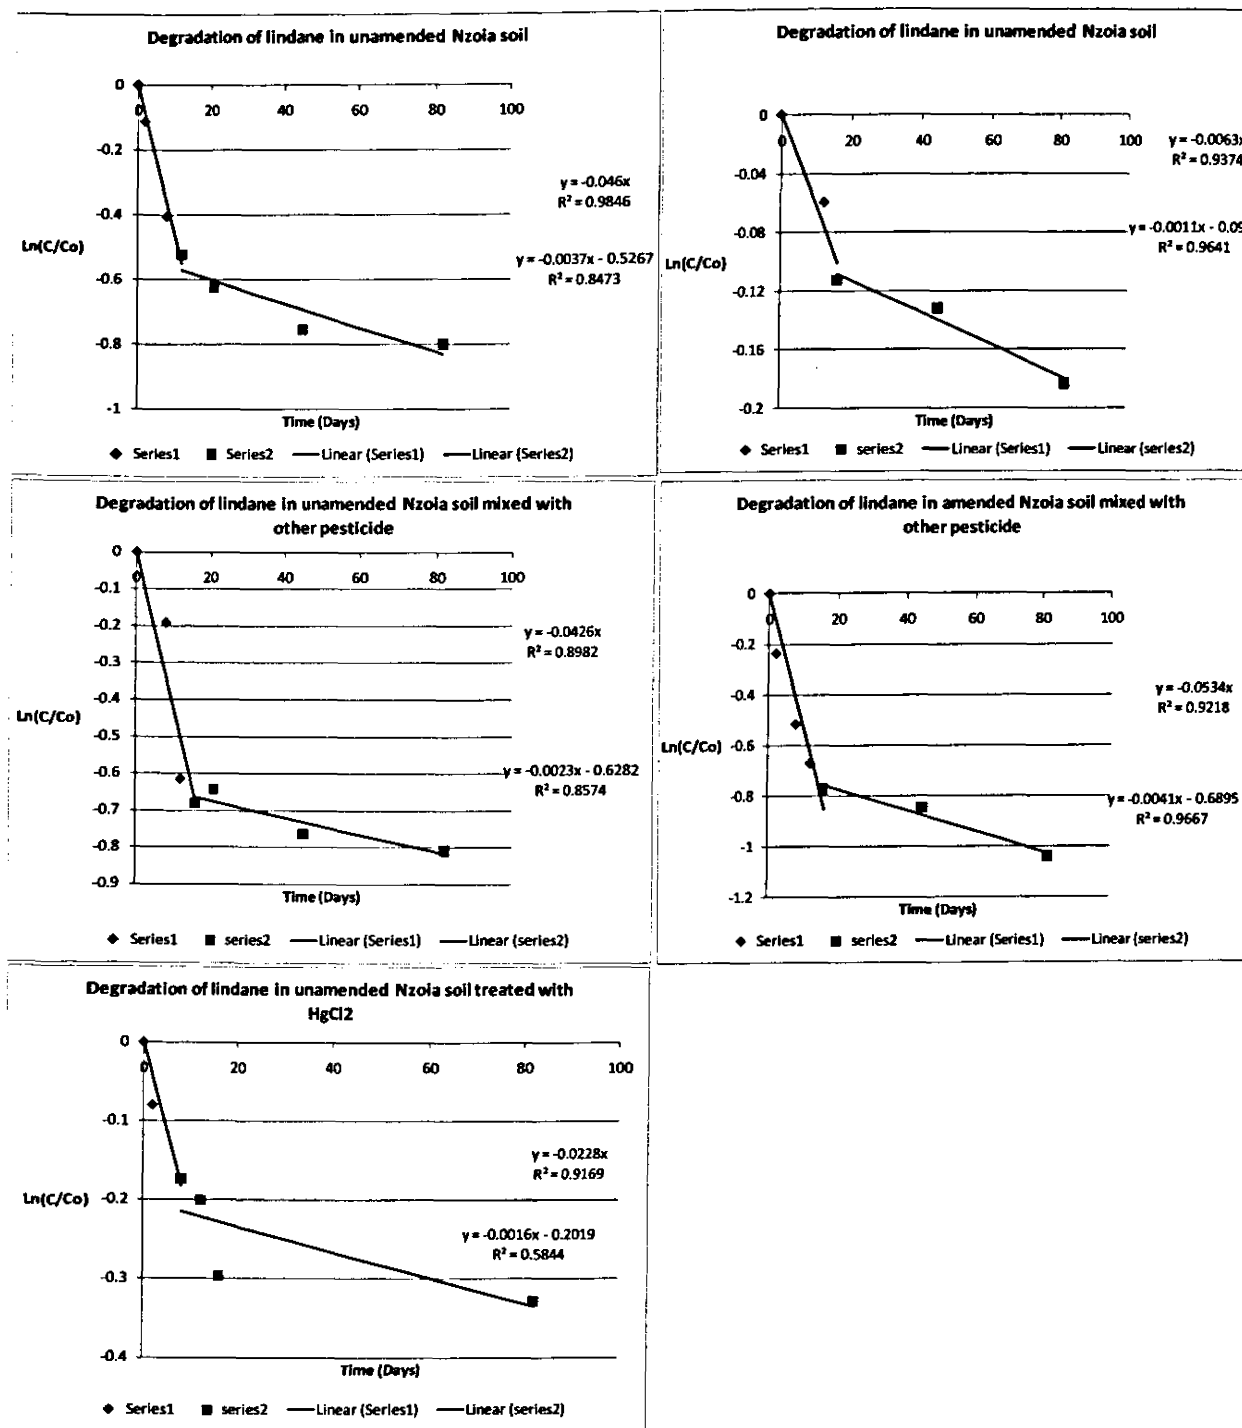 Degradation of lindane in unamended Nzoia soil
0
0
20
40
60
80
100
-0.2
-0.4
-0.6
-0.8
-1
Ln(C/Co)
y = -0.046x
R² = 0.9846
y = -0.0037x - 0.5267
R² = 0.8473
Time (Days)
Series1 Series2 Linear (Series1) Linear (Series2)
Degradation of lindane in unamended Nzoia soil
0
0
20
40
60
80
100
-0.04
-0.08
-0.12
-0.16
-0.2
Ln(C/Co)
y = -0.0063x
R² = 0.9374
y = -0.0011x - 0.09
R² = 0.9641
Time (Days)
Series1 series2 Linear (Series1) Linear (series2)
Degradation of lindane in unamended Nzoia soil mixed with
other pesticide
0
0
20
40
60
80
100
-0.1
-0.2
-0.3
-0.4
-0.5
-0.6
-0.7
-0.8
-0.9
Ln(C/Co)
y = -0.0426x
R² = 0.8982
y = -0.0023x - 0.6282
R² = 0.8574
Time (Days)
Series1 series2 Linear (Series1) Linear (series2)
Degradation of lindane in amended Nzoia soil mixed with
other pesticide
0
0
20
40
60
80
100
-0.2
-0.4
-0.6
-0.8
-1
-1.2
Ln(C/Co)
y = -0.0534x
R² = 0.9218
y = -0.0041x - 0.6895
R² = 0.9667
Time (Days)
Series1 series2 Linear (Series1) Linear (series2)
Degradation of lindane in unamended Nzoia soil treated with
HgCl2
0
0
20
40
60
80
100
-0.1
-0.2
-0.3
-0.4
Ln(C/Co)
y = -0.0228x
R² = 0.9169
y = -0.0016x - 0.2019
R² = 0.5844
Time (Days)
Series1 series2 Linear (Series1) Linear (series2)